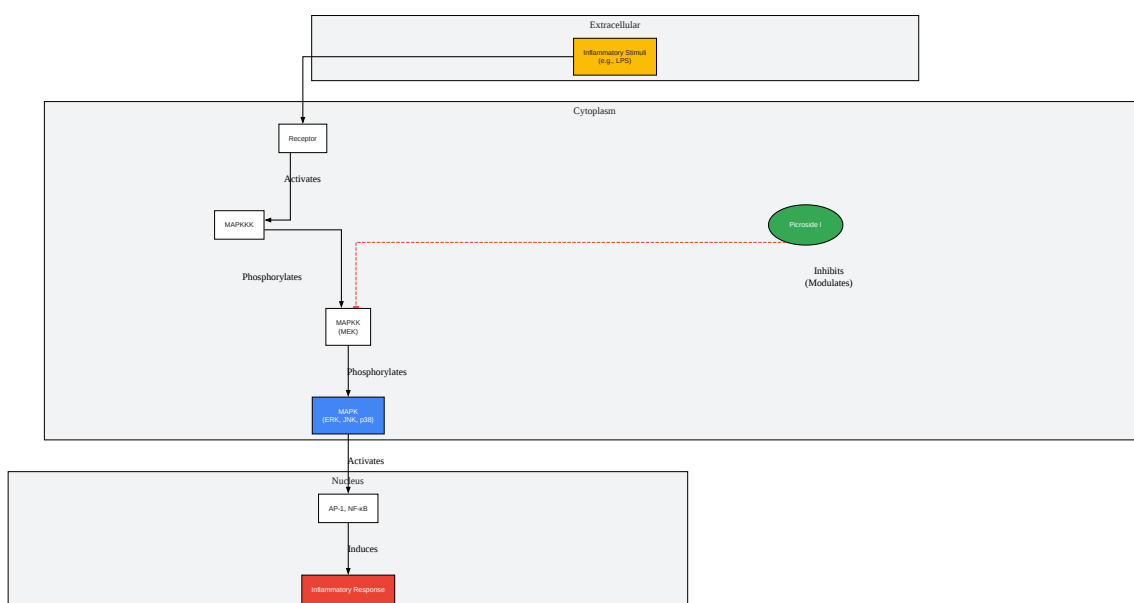 Extracellular
Inflammatory Stimuli
(e.g., LPS)
Cytoplasm
Receptor
Activates
MAPKKK
Picroside I
Phosphorylates
Inhibits
(Modulates)
MAPKK
(MEK)
Phosphorylates
MAPK
(ERK, JNK, p38)
Activates
Nucleus
AP-1, NF-κB
Induces
Inflammatory Response